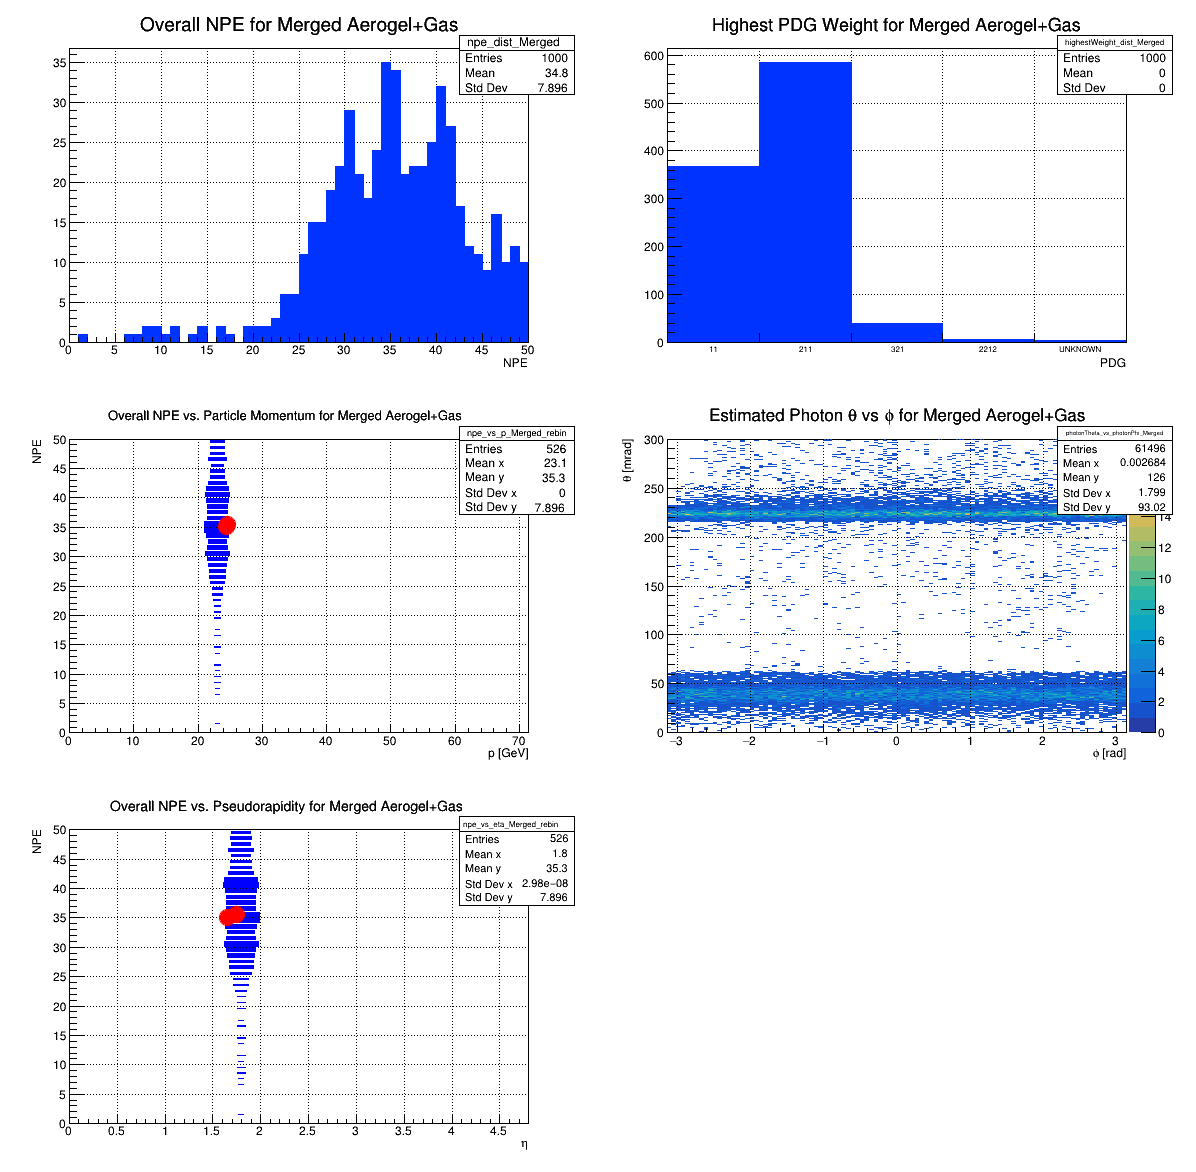 Overall NPE for Merged Aerogel+Gas
npe_dist_Merged
Entries 1000
Mean 34.8
Std Dev 7.896
35
30
25
20
15
10
5
0
0 5 10 15 20 25 30 35 40 45 50
NPE
Highest PDG Weight for Merged Aerogel+Gas
highestWeight_dist_Merged
Entries 1000
Mean 0
Std Dev 0
600
500
400
300
200
100
0
11 211 321 2212 UNKNOWN
PDG
Overall NPE vs. Particle Momentum for Merged Aerogel+Gas
npe_vs_p_Merged_rebin
Entries 526
Mean x 23.1
Mean y 35.3
Std Dev x 0
Std Dev y 7.896
NPE
50
45
40
35
30
25
20
15
10
5
0
0 10 20 30 40 50 60 70
p [GeV]
Estimated Photon θ vs ϕ for Merged Aerogel+Gas
photonTheta_vs_photonPhi_Merged
Entries 61496
Mean x 0.002684
Mean y 126
Std Dev x 1.799
Std Dev y 93.02
θ [mrad]
300
250
200
150
100
50
0
−3 −2 −1 0 1 2 3
ϕ [rad]
14
12
10
8
6
4
2
0
Overall NPE vs. Pseudorapidity for Merged Aerogel+Gas
npe_vs_eta_Merged_rebin
Entries 526
Mean x 1.8
Mean y 35.3
Std Dev x 2.98e−08
Std Dev y 7.896
NPE
50
45
40
35
30
25
20
15
10
5
0
0 0.5 1 1.5 2 2.5 3 3.5 4 4.5
η